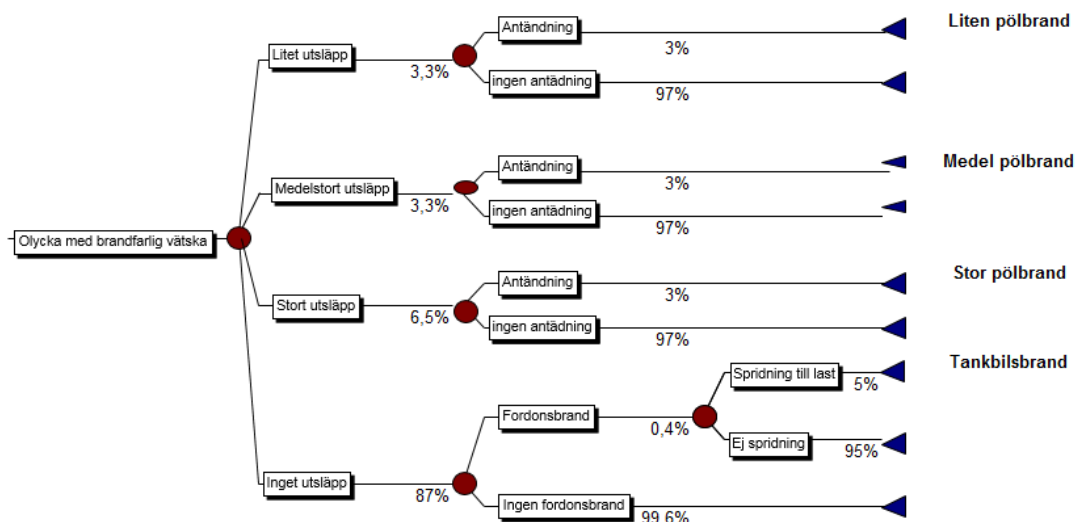 Antändning
3%
Liten pölbrand
Litet utsläpp
3,3%
ingen antädning
97%
Antändning
3%
Medel pölbrand
Medelstort utsläpp
3,3%
ingen antädning
97%
Olycka med brandfarlig vätska
Antändning
3%
Stor pölbrand
Stort utsläpp
6,5%
ingen antädning
97%
Tankbilsbrand
Spridning till last
5%
Fordonsbrand
0,4%
Ej spridning
95%
Inget utsläpp
87%
Ingen fordonsbrand
99,6%